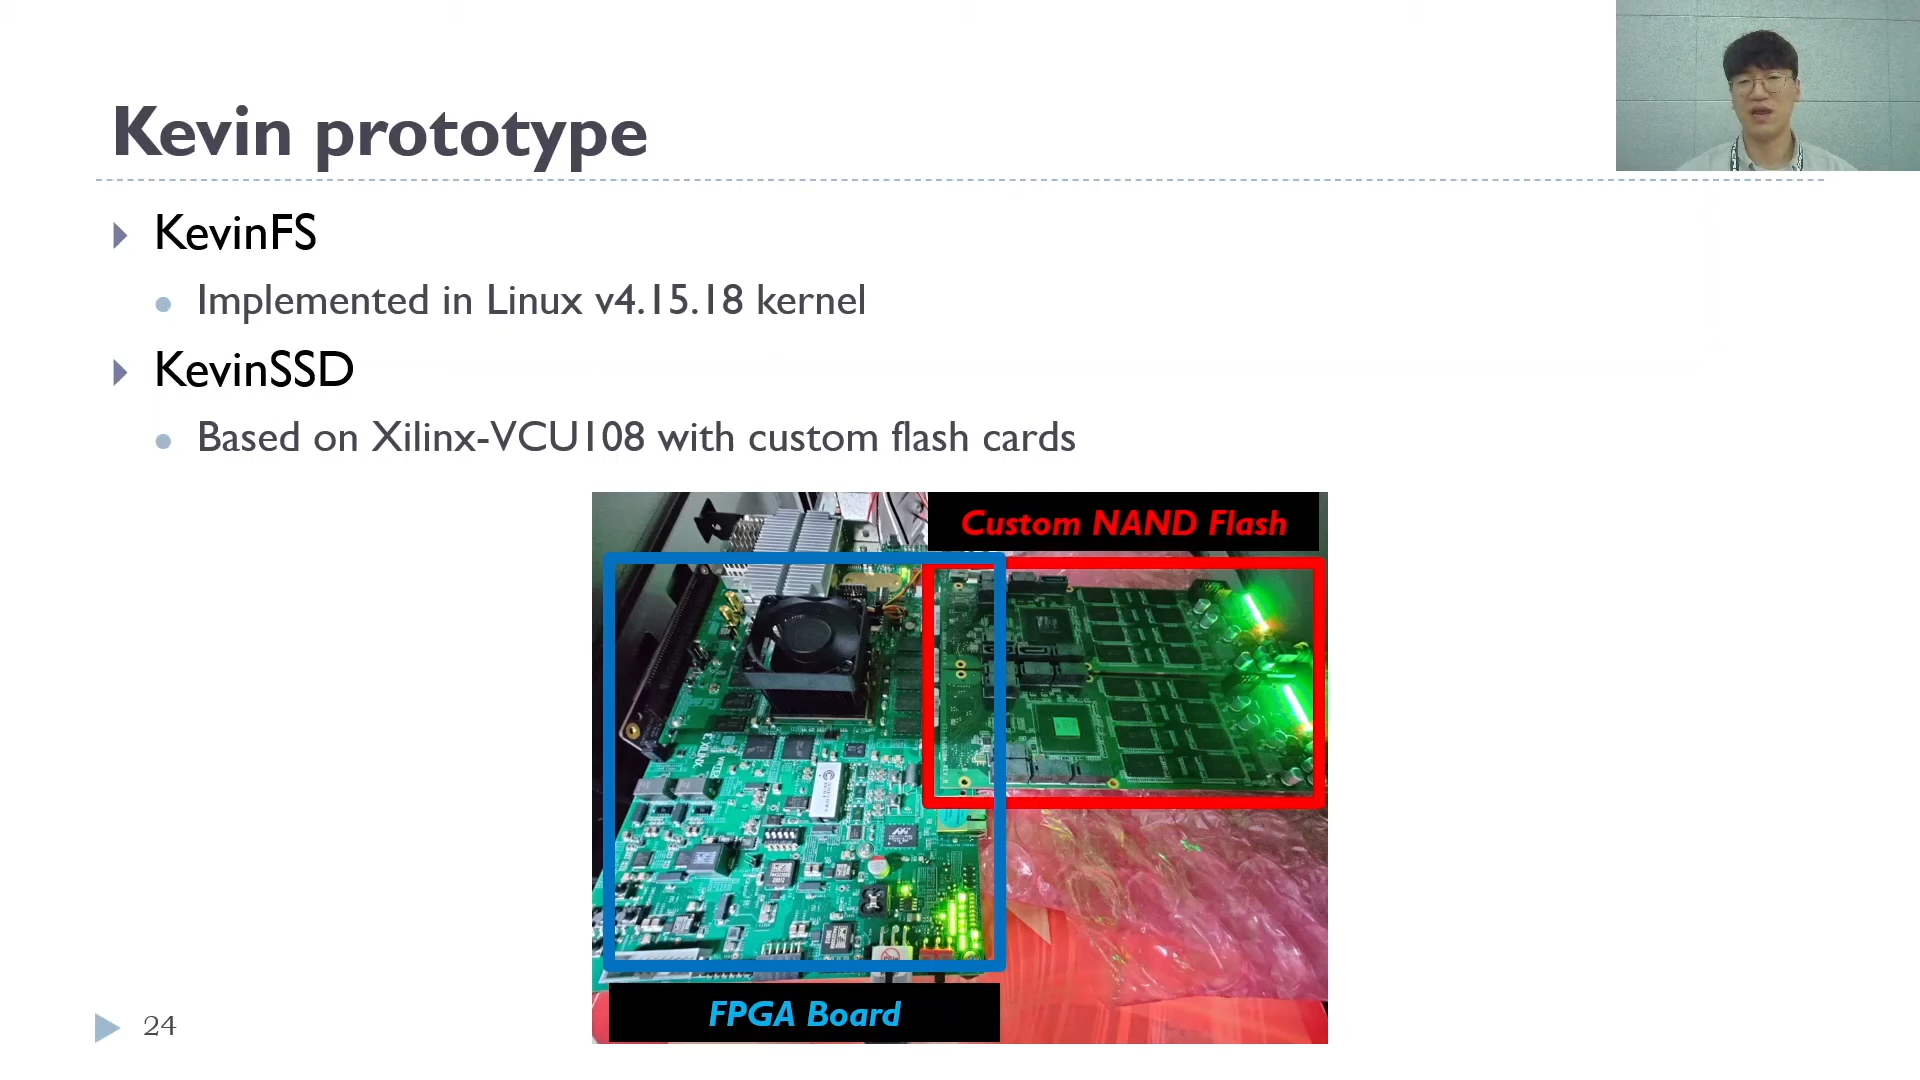 Kevin prototype
KevinFS
Implemented in Linux v4.15.18 kernel
KevinSSD
Based on Xilinx-VCU108 with custom flash cards
Custom NAND Flash
XILINX
FPGA Board
24